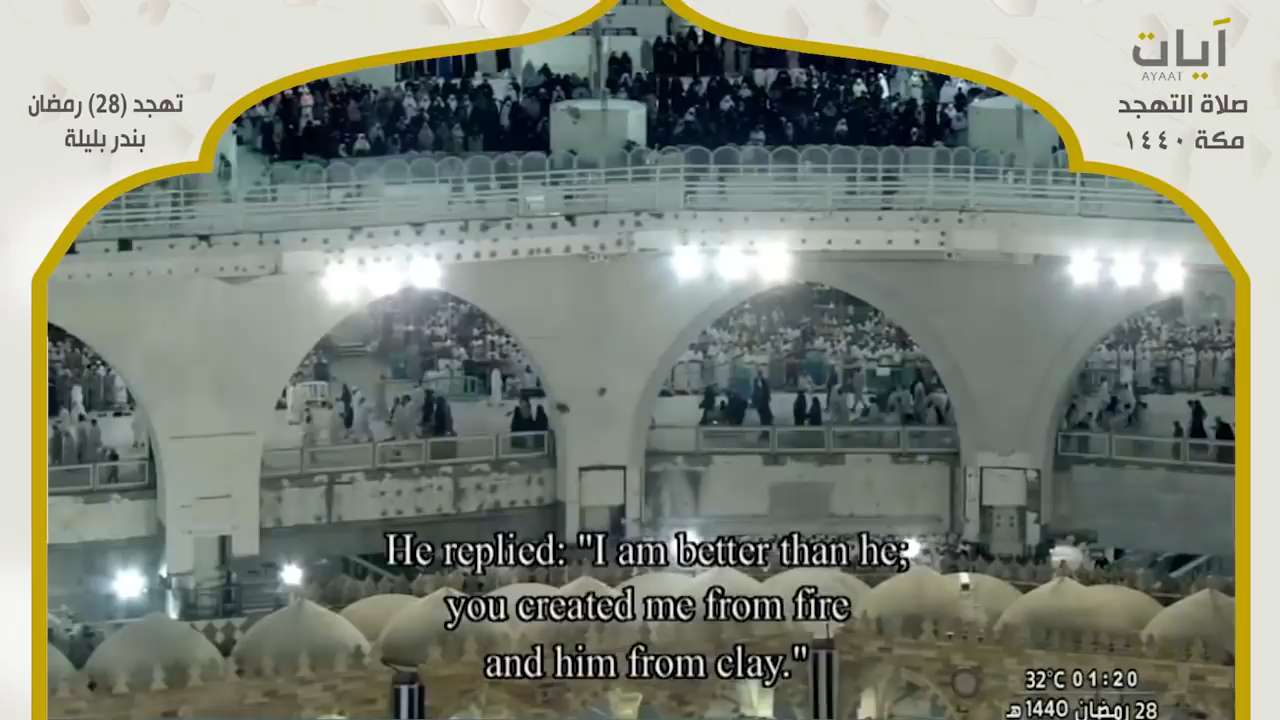 آيات
AYAAT
صلاة التهجد
مكة ١٤٤٠
تهجد (28) رمضان
بندر بليلة
He replied: "I am better than he;
you created me from fire
and him from clay."
32°C 01:20
28 رمضان 1440هـ